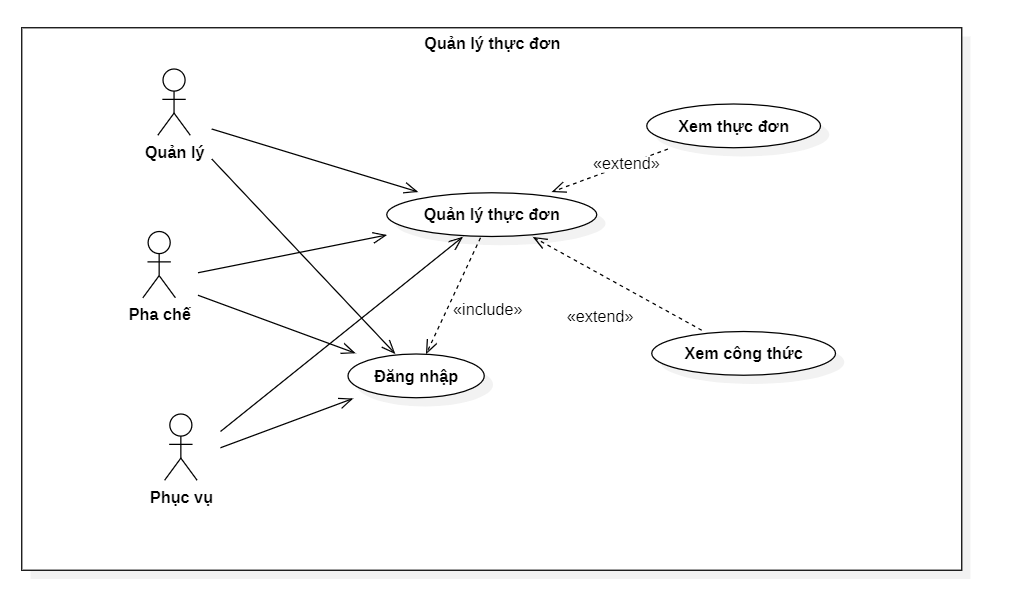 Quản lý thực đơn
Quản lý
Xem thực đơn
«extend»
Quản lý thực đơn
Pha chế
«include»
«extend»
Xem công thức
Đăng nhập
Phục vụ